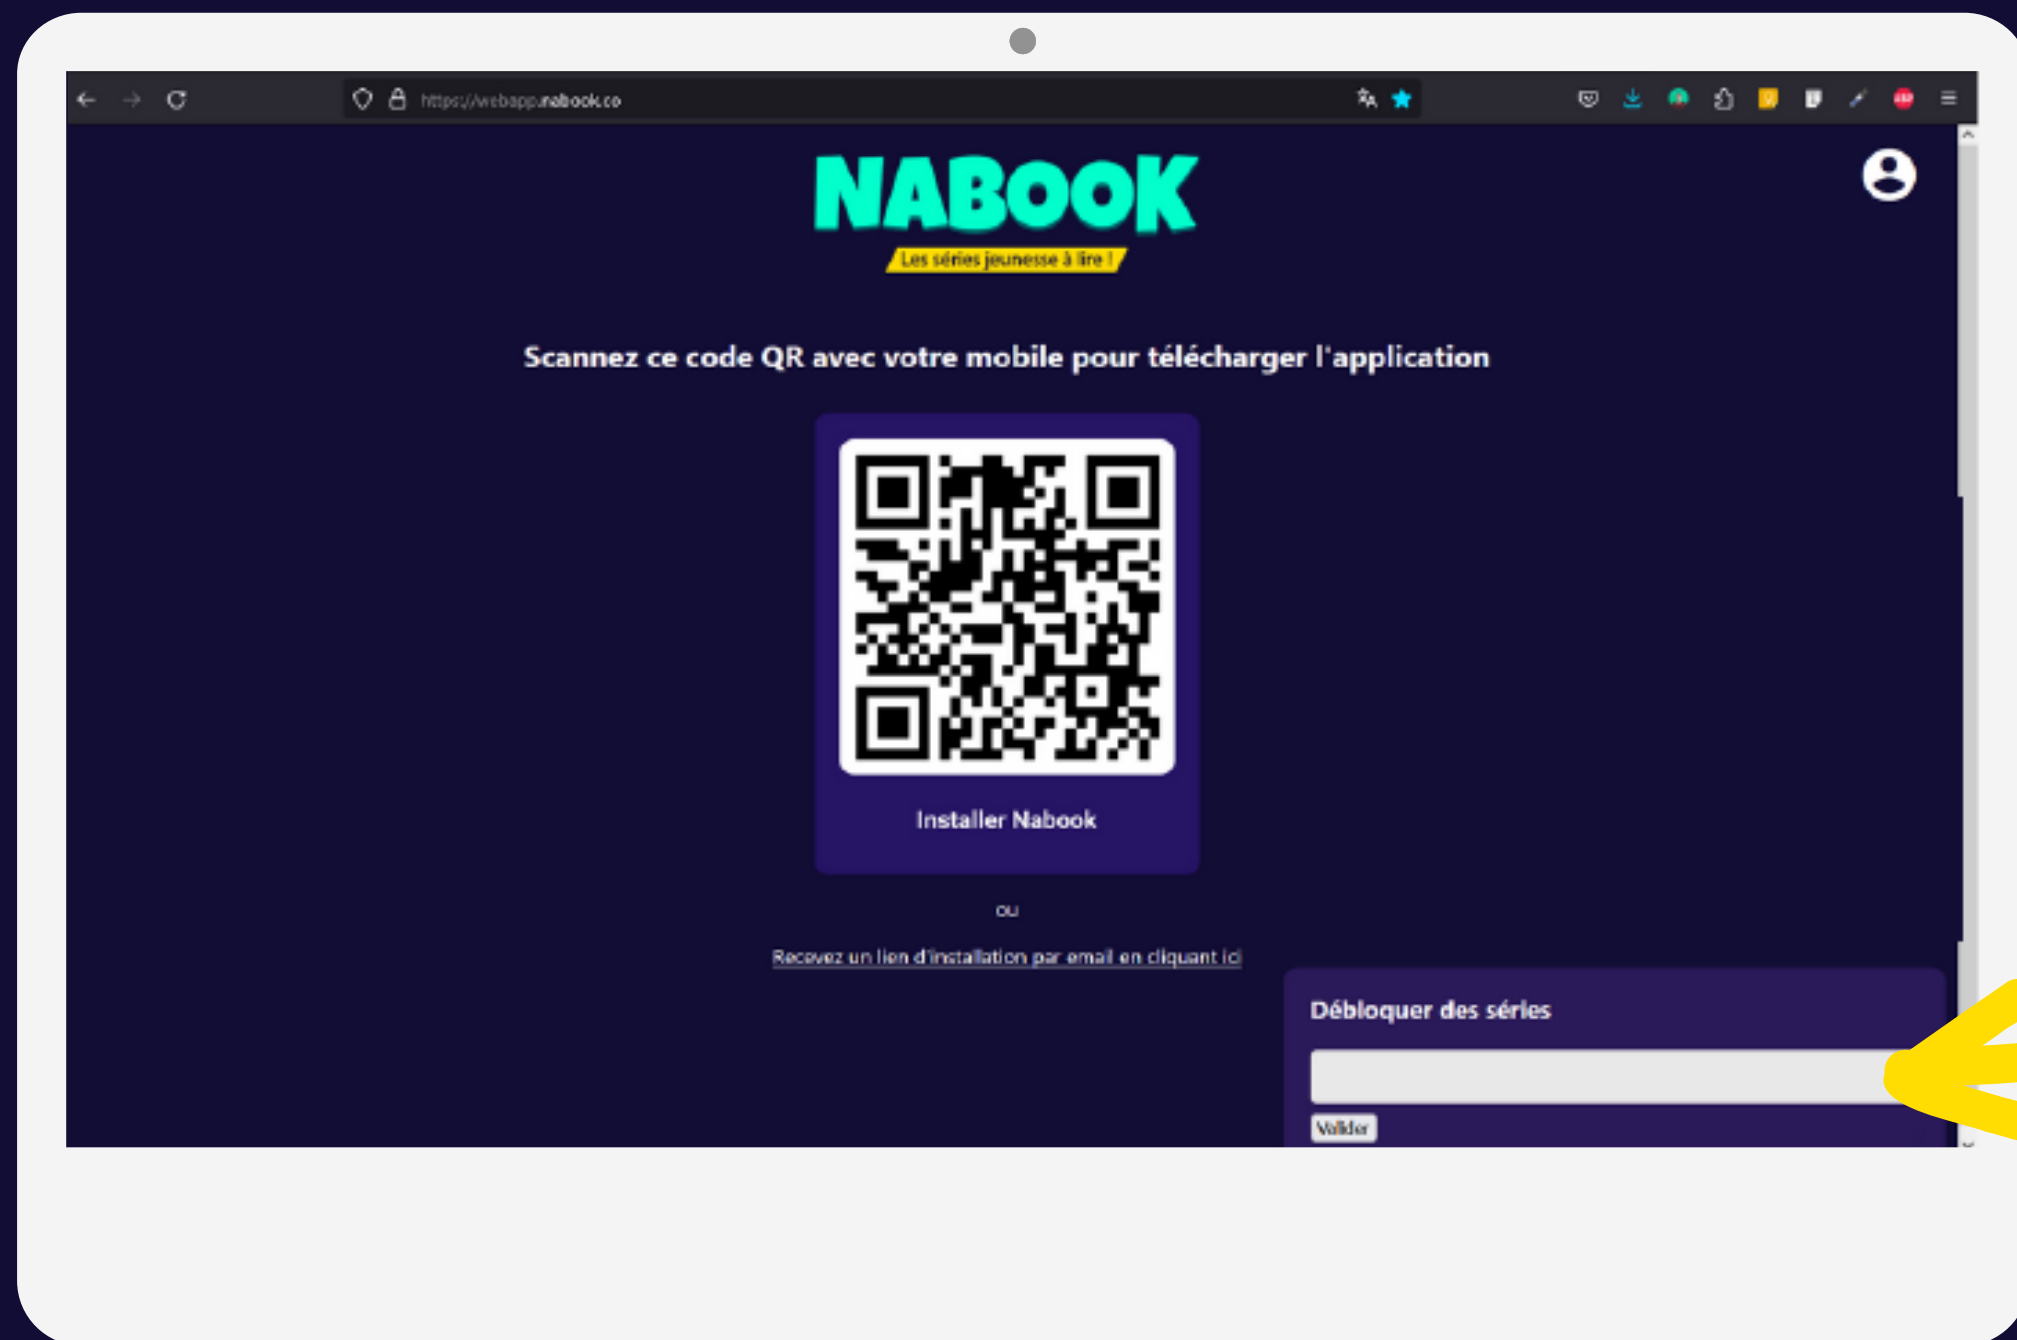 https://webapp.nabook.co
NABOOK
Les séries jeunesse à lire !
Scannez ce code QR avec votre mobile pour télécharger l'application
Installer Nabook
ou
Recevez un lien d'installation par email en cliquant ici
Débloquer des séries
Valider